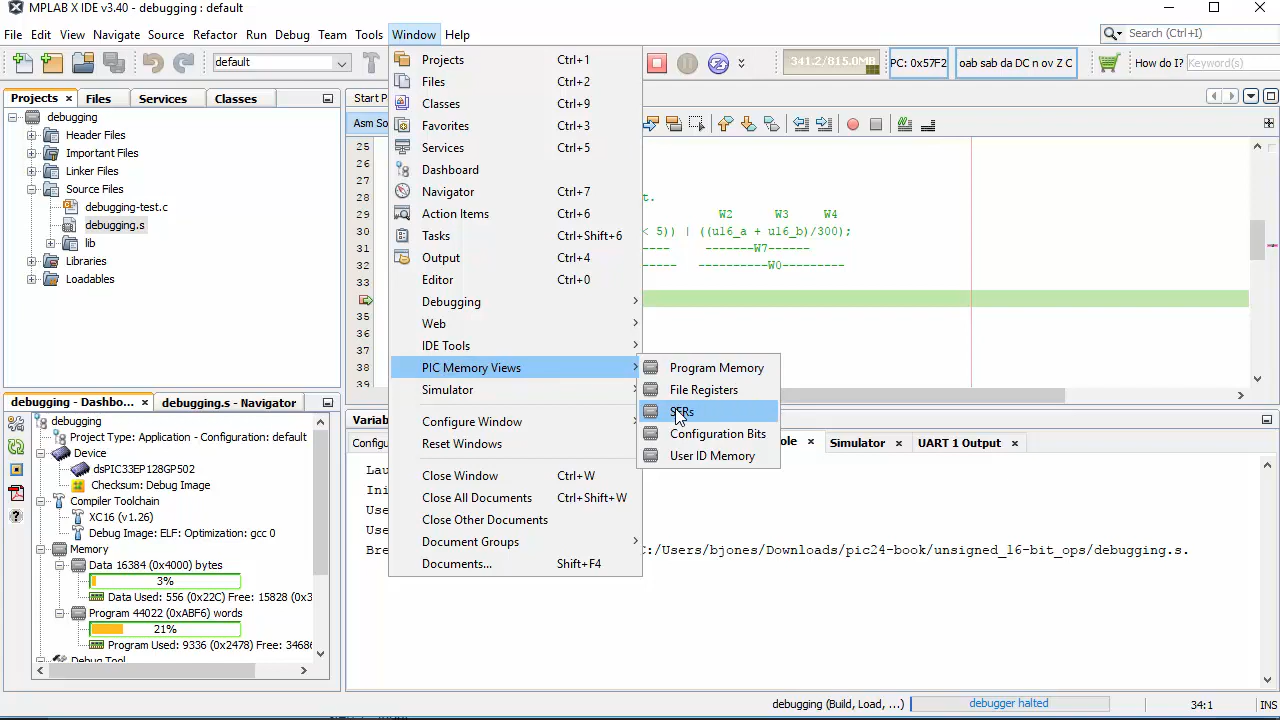 MPLAB X IDE v3.40 - debugging : default
File Edit View Navigate Source Refactor Run Debug Team Tools Window Help
Search (Ctrl+I)
default
341.2/815.0MB
PC: 0x57F2
oab sab da DC n ov Z C
How do I?
Keyword(s)
Projects
Files
Services
Classes
debugging
Header Files
Important Files
Linker Files
Source Files
debugging-test.c
debugging.s
lib
Libraries
Loadables
Projects Ctrl+1
Files Ctrl+2
Classes Ctrl+9
Favorites Ctrl+3
Services Ctrl+5
Dashboard
Navigator Ctrl+7
Action Items Ctrl+6
Tasks Ctrl+Shift+6
Output Ctrl+4
Editor Ctrl+0
Debugging
Web
IDE Tools
PIC Memory Views
Simulator
Configure Window
Reset Windows
Close Window Ctrl+W
Close All Documents Ctrl+Shift+W
Close Other Documents
Document Groups
Documents... Shift+F4
Program Memory
File Registers
SFRs
Configuration Bits
User ID Memory
Start P
Asm So
25
26
27
28 t.
29 W2 W3 W4
30 < 5)) | ((u16_a + u16_b)/300);
31 ---- -------W7------
32 ----- ----------W0---------
33
35
36
37
38
39
debugging - Dashbo...
debugging.s - Navigator
debugging
Project Type: Application - Configuration: default
Device
dsPIC33EP128GP502
Checksum: Debug Image
Compiler Toolchain
XC16 (v1.26)
Debug Image: ELF: Optimization: gcc 0
Memory
Data 16384 (0x4000) bytes
3%
Data Used: 556 (0x22C) Free: 15828 (0x3
Program 44022 (0xABF6) words
21%
Program Used: 9336 (0x2478) Free: 34686
Debug Tool
Variab
Configu
ole
Simulator
UART 1 Output
Lau
Ini
Use
Use
Bre
C:/Users/bjones/Downloads/pic24-book/unsigned_16-bit_ops/debugging.s.
debugging (Build, Load, ...)
debugger halted
34:1
INS